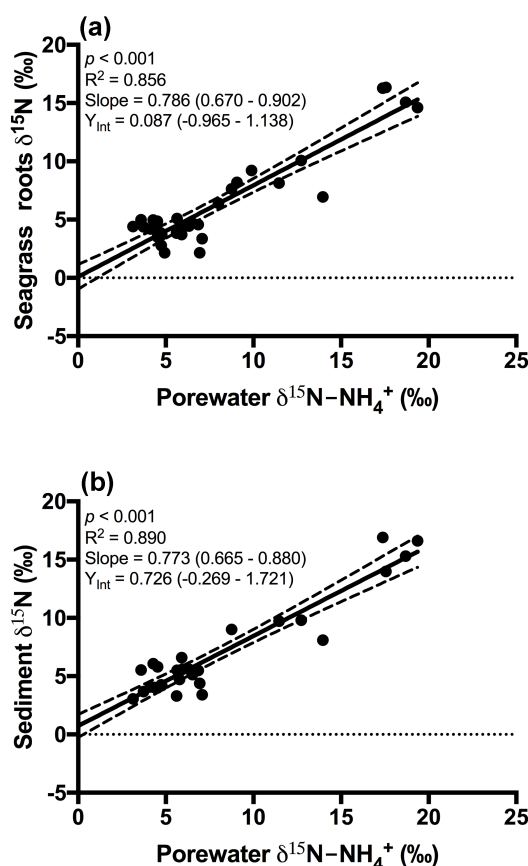 (a)
20
15
10
5
0
-5
Seagrass roots δ¹⁵N (‰)
p < 0.001
R² = 0.856
Slope = 0.786 (0.670 - 0.902)
Y_Int = 0.087 (-0.965 - 1.138)
0 5 10 15 20 25
Porewater δ¹⁵N–NH₄⁺ (‰)
(b)
20
15
10
5
0
-5
Sediment δ¹⁵N (‰)
p < 0.001
R² = 0.890
Slope = 0.773 (0.665 - 0.880)
Y_Int = 0.726 (-0.269 - 1.721)
0 5 10 15 20 25
Porewater δ¹⁵N–NH₄⁺ (‰)